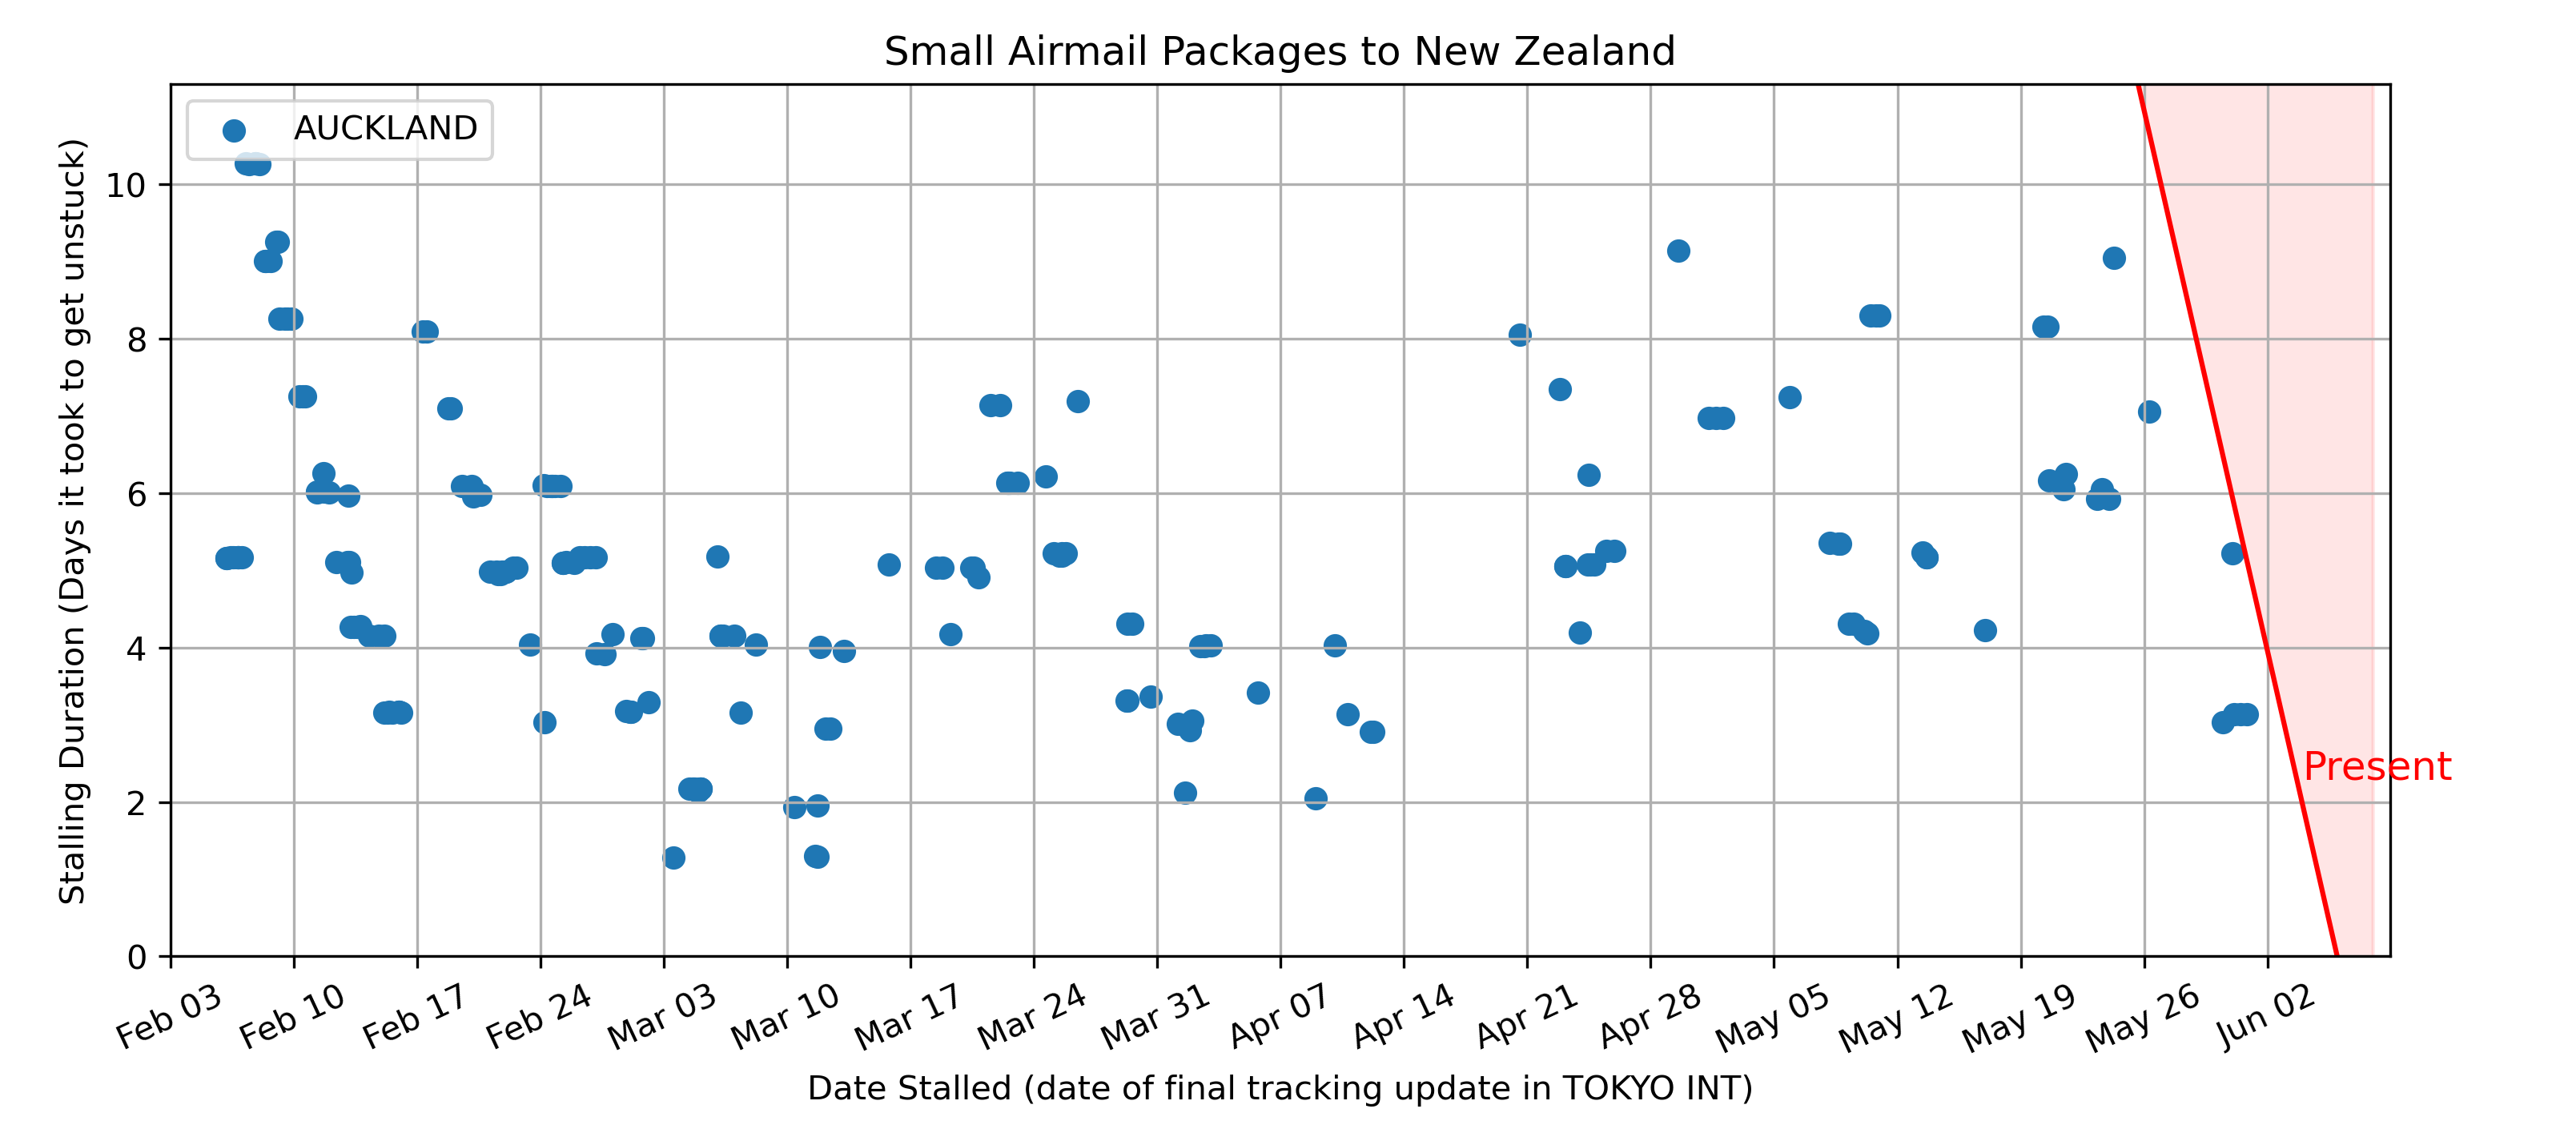 Small Airmail Packages to New Zealand
AUCKLAND
Stalling Duration (Days it took to get unstuck)
10
8
6
4
2
0
Present
Feb 03
Feb 10
Feb 17
Feb 24
Mar 03
Mar 10
Mar 17
Mar 24
Mar 31
Apr 07
Apr 14
Apr 21
Apr 28
May 05
May 12
May 19
May 26
Jun 02
Date Stalled (date of final tracking update in TOKYO INT)